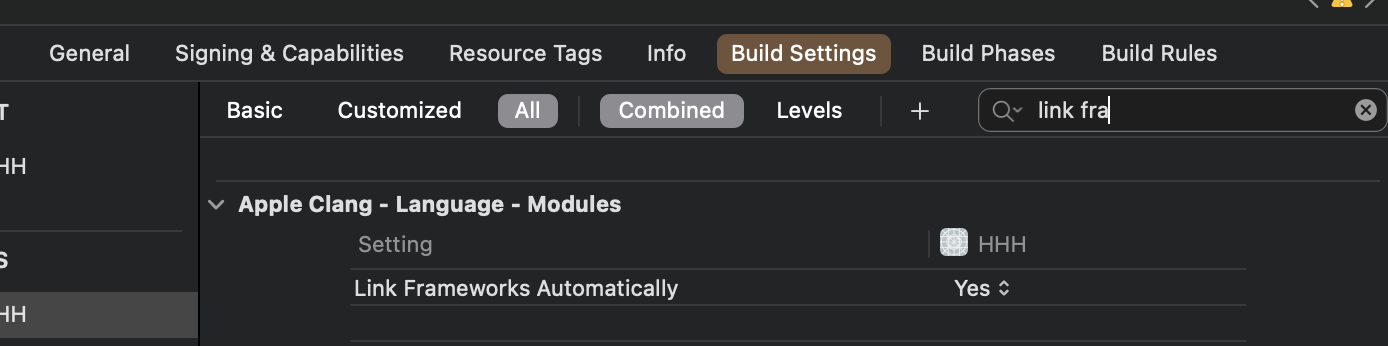 General Signing & Capabilities Resource Tags Info Build Settings Build Phases Build Rules
Basic Customized All Combined Levels + link fra
T
HH
Apple Clang - Language - Modules
Setting HHH
S
Link Frameworks Automatically Yes
HH